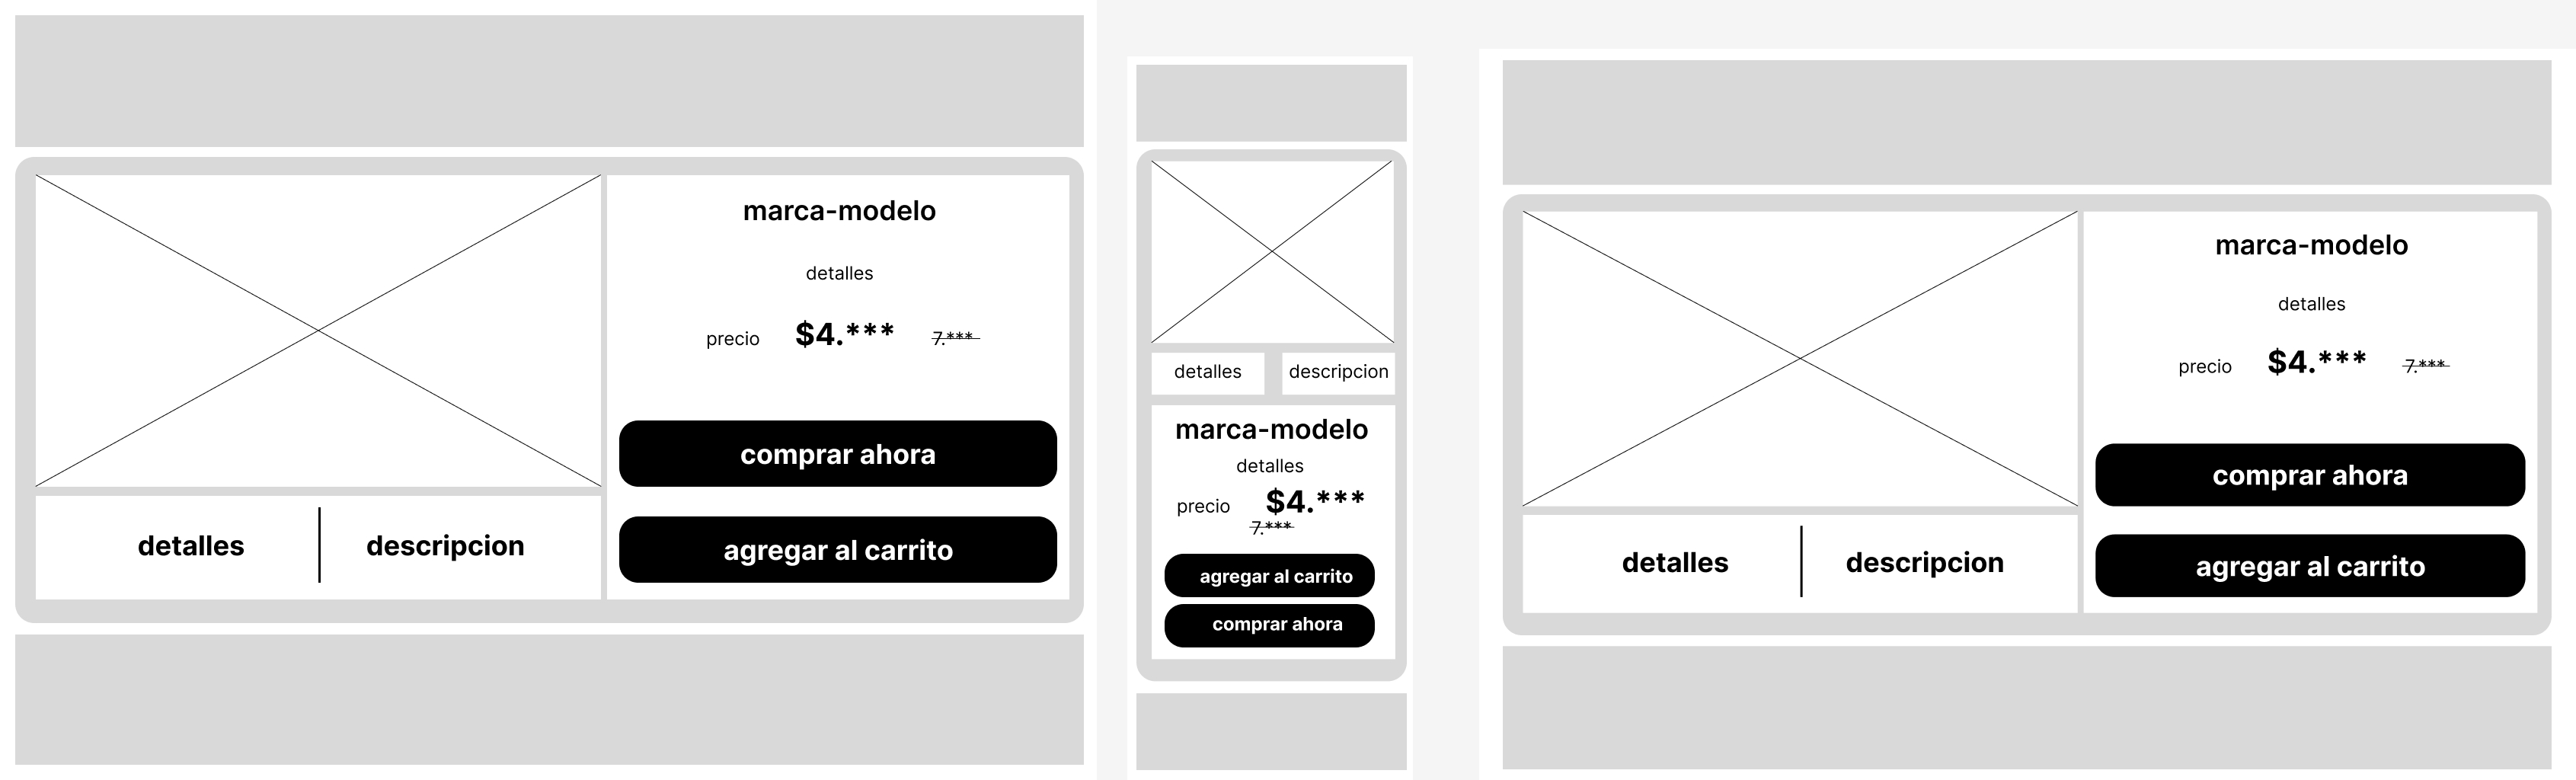 marca-modelo
detalles
precio $4.*** 7.***
comprar ahora
agregar al carrito
detalles descripcion
detalles descripcion
marca-modelo
detalles
precio $4.***
7.***
agregar al carrito
comprar ahora
marca-modelo
detalles
precio $4.*** 7.***
comprar ahora
agregar al carrito
detalles descripcion